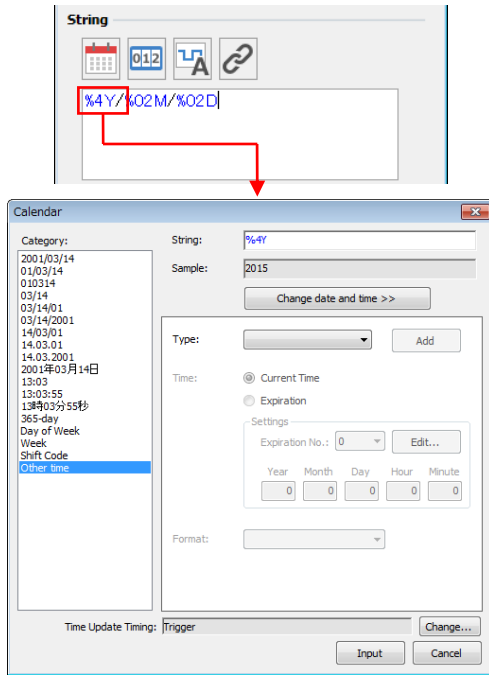 String
012
A
%4Y/%02M/%02D
Calendar
Category:
2001/03/14
01/03/14
010314
03/14
03/14/01
03/14/2001
14/03/01
14.03.01
14.03.2001
2001年03月14日
13:03
13:03:55
13時03分55秒
365-day
Day of Week
Week
Shift Code
Other time
String: %4Y
Sample: 2015
Change date and time >>
Type: Add
Time: Current Time
Expiration
Settings
Expiration No.: 0 Edit...
Year Month Day Hour Minute
0 0 0 0 0
Format:
Time Update Timing: Trigger Change...
Input Cancel